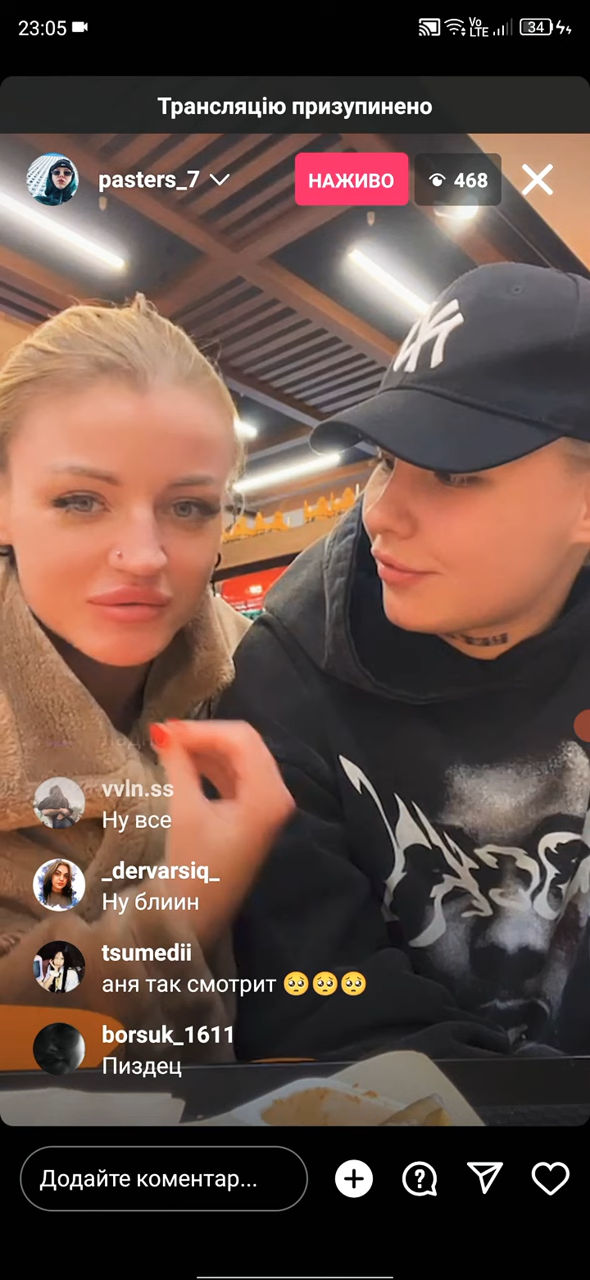 23:05
Vo
LTE
34
Трансляцію призупинено
pasters_7
НАЖИВО
468
NY
vvln.ss
Ну все
_dervarsiq_
Ну блиин
tsumedii
аня так смотрит 🥺🥺🥺
borsuk_1611
Пиздец
Додайте коментар...